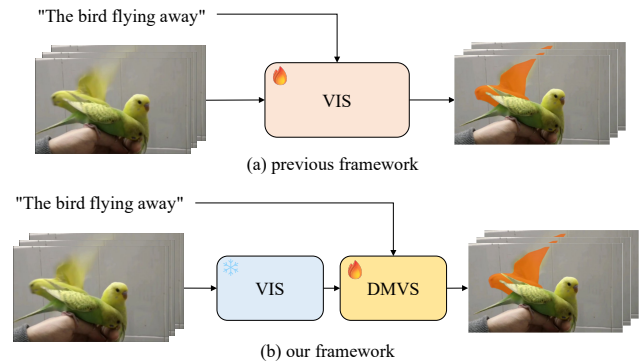 "The bird flying away"
VIS
(a) previous framework
"The bird flying away"
VIS
DMVS
(b) our framework